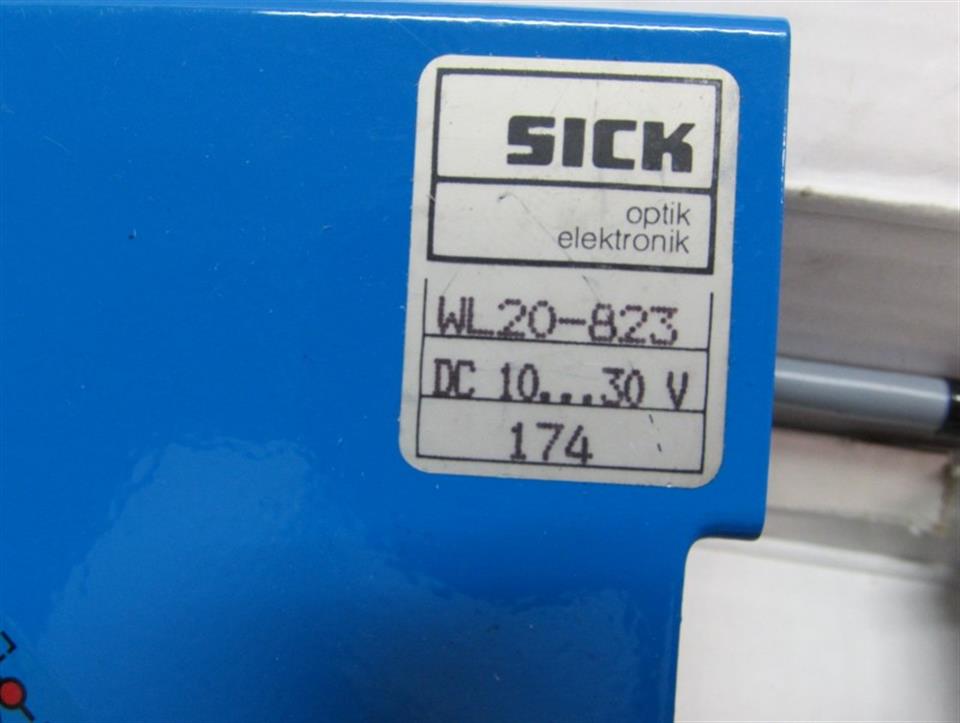 SICK
optik
elektronik
WL20-823
DC 10...30 V
174